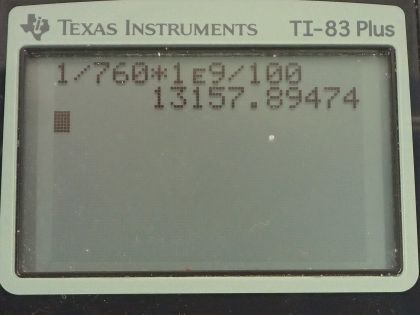 TEXAS INSTRUMENTS TI-83 Plus
1/760*1ᴇ9/100
13157.89474